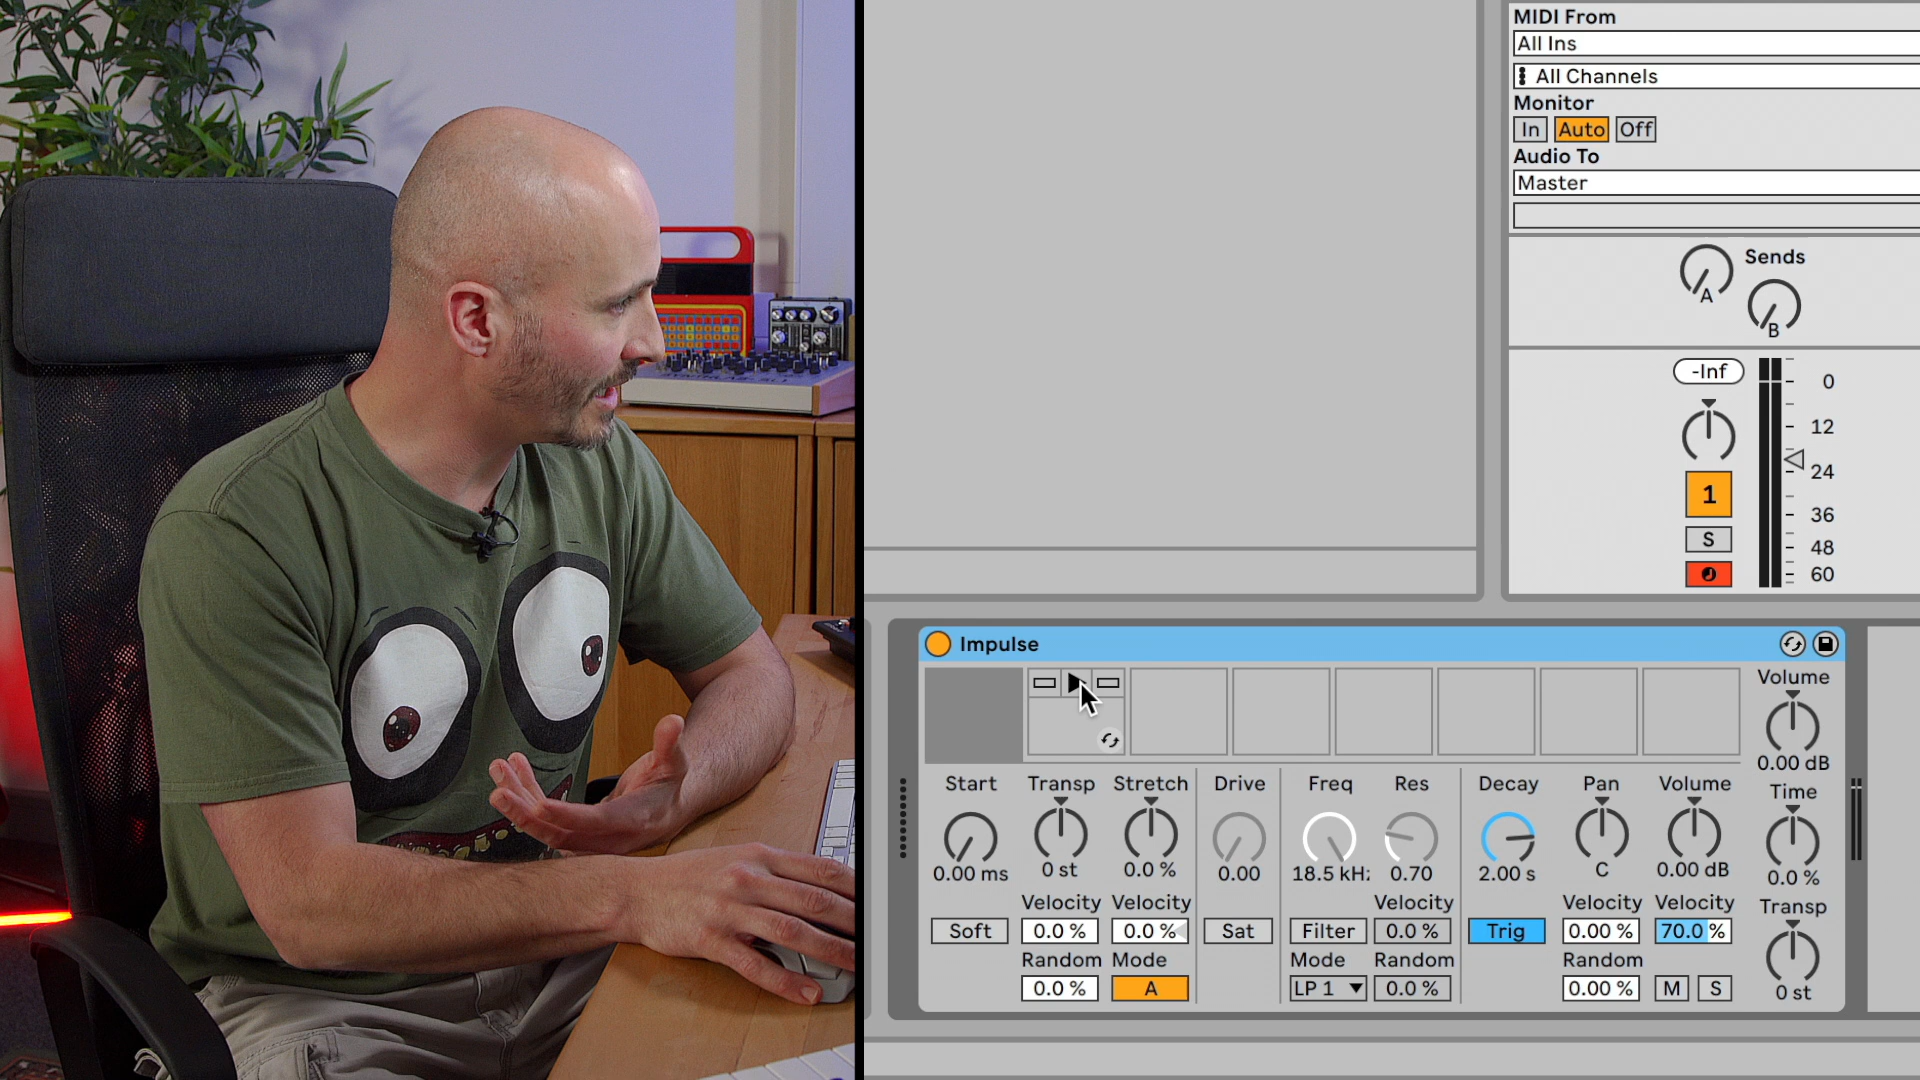 MIDI From
All Ins
All Channels
Monitor
In Auto Off
Audio To
Master
Sends
A
B
-Inf
0
12
24
36
48
60
1
S
Impulse
Volume
0.00 dB
Time
0.0 %
Transp
0 st
Start Transp Stretch Drive Freq Res Decay Pan Volume
0.00 ms 0 st 0.0 % 0.00 18.5 kHz 0.70 2.00 s C 0.00 dB
Velocity Velocity Velocity Velocity Velocity
Soft 0.0 % 0.0 % Sat Filter 0.0 % Trig 0.00 % 70.0 %
Random Mode Mode Random Random
0.0 % A LP 1 0.0 % 0.00 % M S